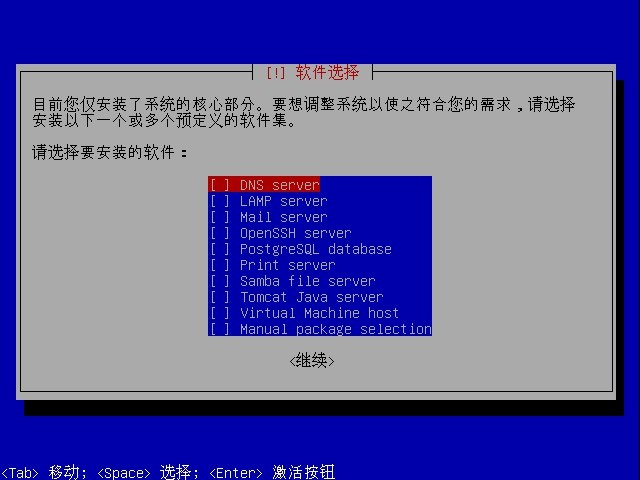 [!] 软件选择
目前您仅安装了系统的核心部分。要想调整系统以使之符合您的需求，请选择
安装以下一个或多个预定义的软件集。
请选择要安装的软件：
[ ] DNS server
[ ] LAMP server
[ ] Mail server
[ ] OpenSSH server
[ ] PostgreSQL database
[ ] Print server
[ ] Samba file server
[ ] Tomcat Java server
[ ] Virtual Machine host
[ ] Manual package selection
<继续>
<Tab> 移动; <Space> 选择; <Enter> 激活按钮